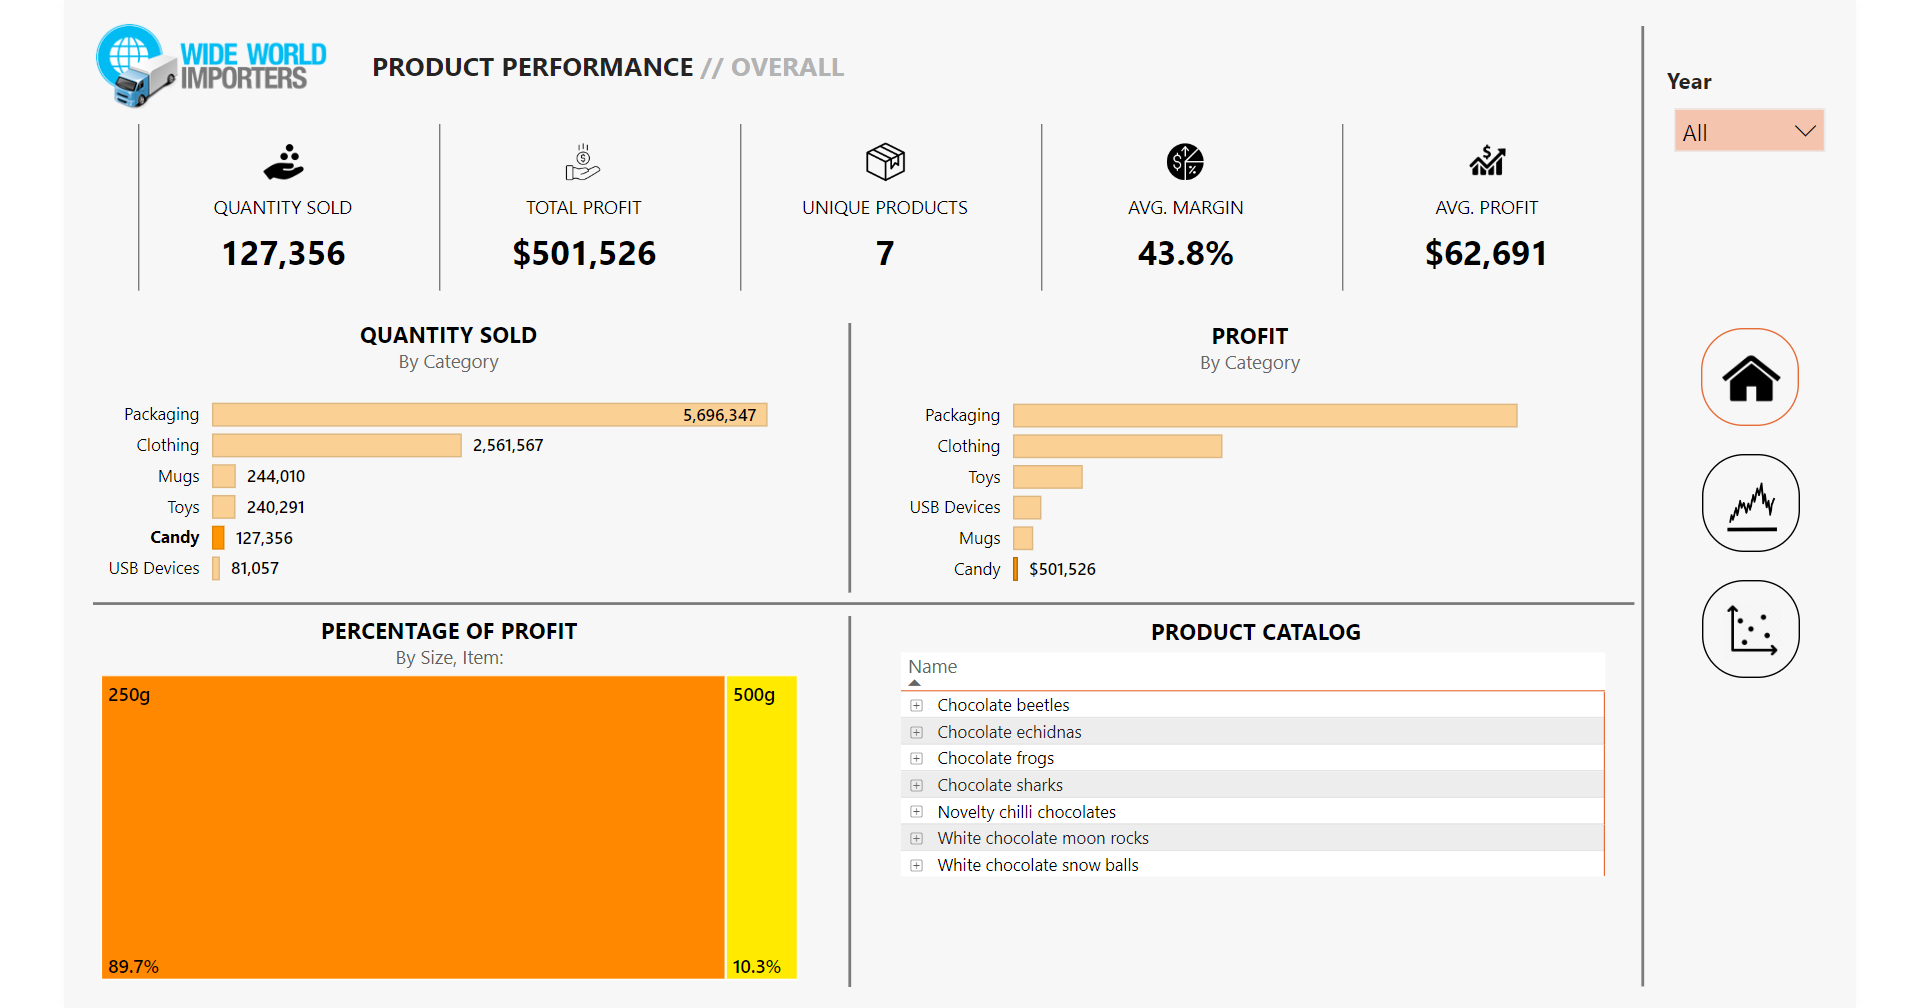 WIDE WORLD
IMPORTERS
PRODUCT PERFORMANCE // OVERALL
Year
All
QUANTITY SOLD
127,356
TOTAL PROFIT
$501,526
UNIQUE PRODUCTS
7
AVG. MARGIN
43.8%
AVG. PROFIT
$62,691
QUANTITY SOLD
By Category
Packaging 5,696,347
Clothing 2,561,567
Mugs 244,010
Toys 240,291
Candy 127,356
USB Devices 81,057
PROFIT
By Category
Packaging
Clothing
Toys
USB Devices
Mugs
Candy $501,526
PERCENTAGE OF PROFIT
By Size, Item:
250g
89.7%
500g
10.3%
PRODUCT CATALOG
Name
Chocolate beetles
Chocolate echidnas
Chocolate frogs
Chocolate sharks
Novelty chilli chocolates
White chocolate moon rocks
White chocolate snow balls